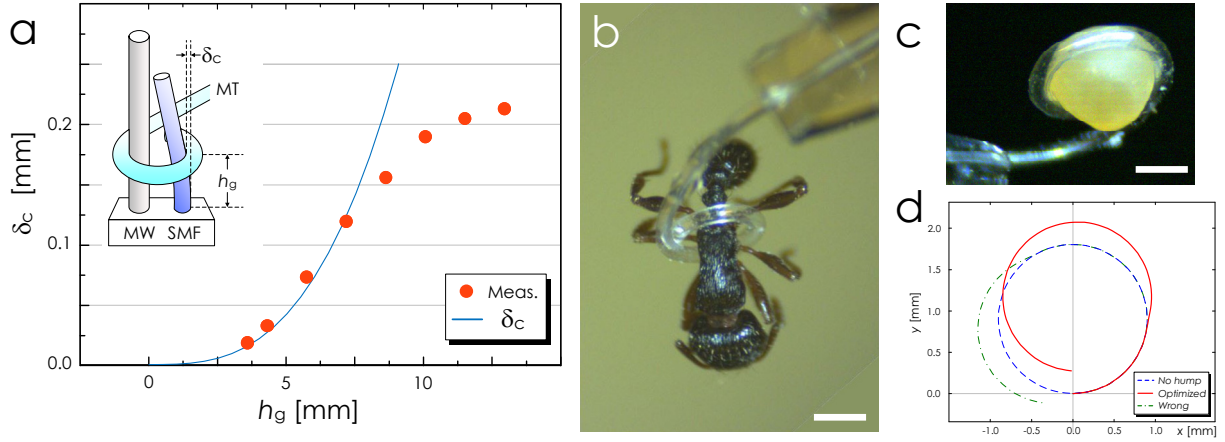 a
δc [mm]
0.2
0.1
0.0
0
5
10
hg [mm]
δc
MT
hg
MW SMF
Meas.
δc
b
c
d
y [mm]
2.0
1.5
1.0
0.5
0.0
-1.0 -0.5 0.0 0.5 1.0
x [mm]
No hump
Optimized
Wrong